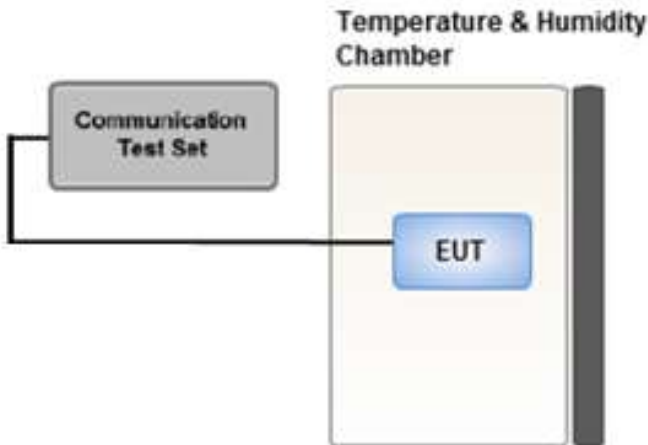 Temperature & Humidity
Chamber
Communication
Test Set
EUT